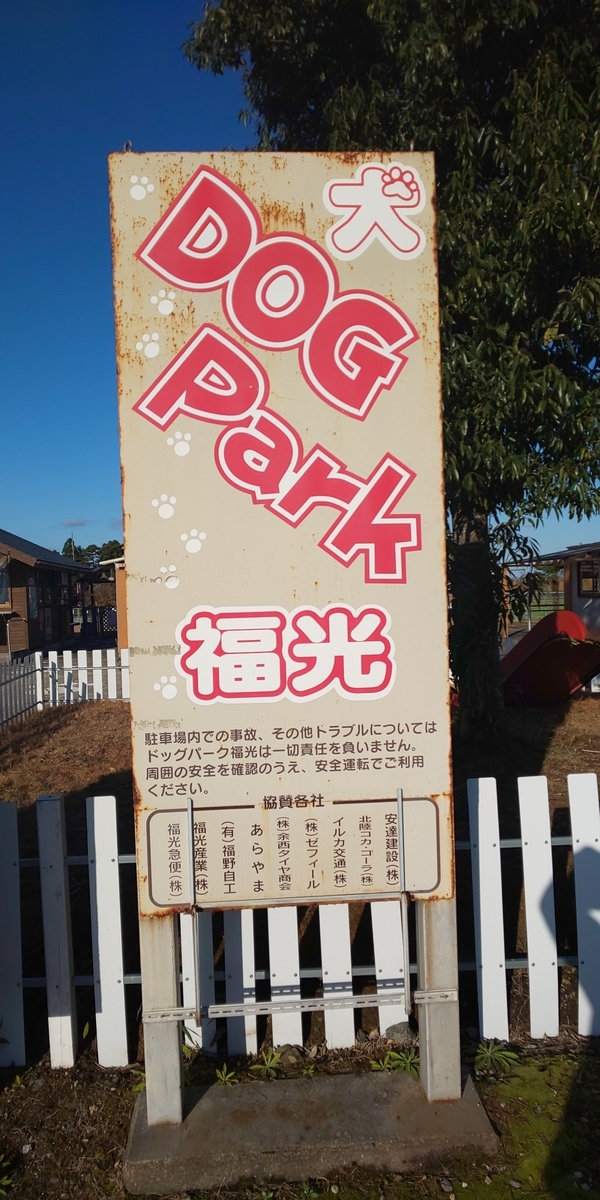 犬
DOG
Park
福光
駐車場内での事故、その他トラブルについては
ドッグパーク福光は一切責任を負いません。
周囲の安全を確認のうえ、安全運転でご利用
ください。
協賛各社
安達建設(株)
北陸コカ・コーラ(株)
イルカ交通(株)
(株)ゼフィール
(株)余西タイヤ商会
あらやま
(有)福野自工
福光産業(株)
福光急便(株)